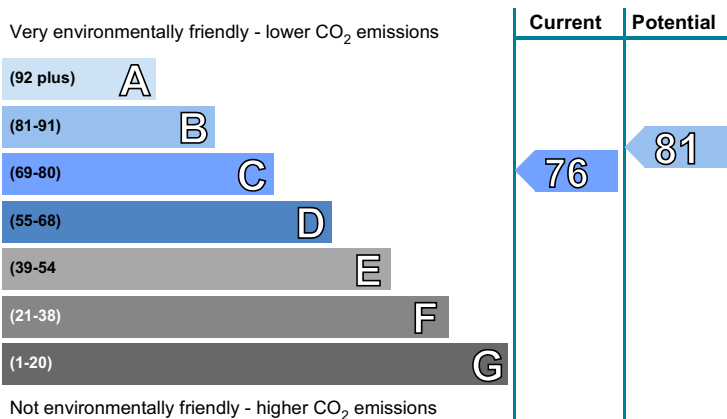 Very environmentally friendly - lower CO2 emissions
Current
Potential
(92 plus) A
(81-91) B
(69-80) C
(55-68) D
(39-54 E
(21-38) F
(1-20) G
76
81
Not environmentally friendly - higher CO2 emissions